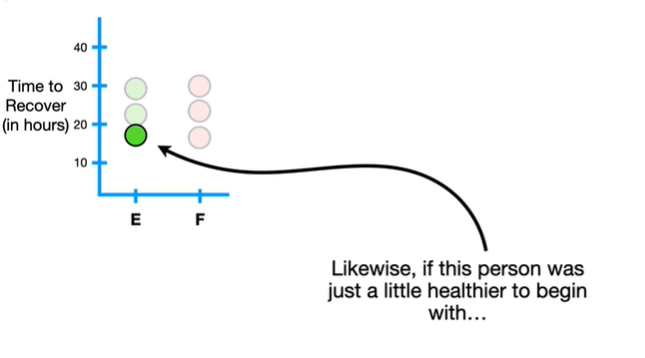 40
Time to 30
Recover
(in hours) 20
10
E F
Likewise, if this person was
just a little healthier to begin
with...